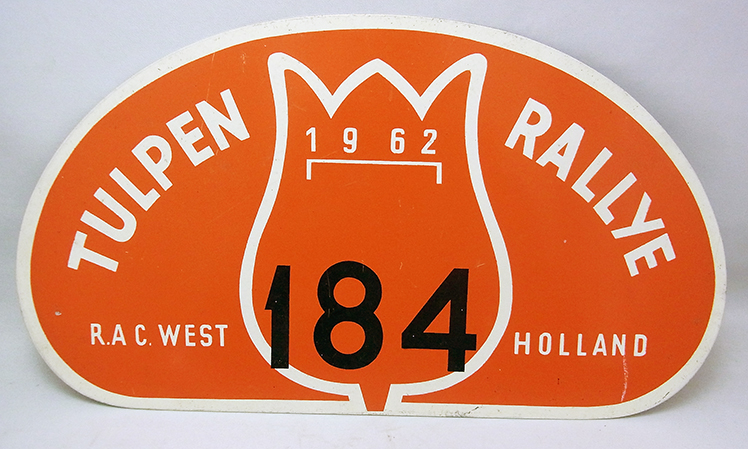 TULPEN RALLYE
1962
184
R.A C. WEST HOLLAND